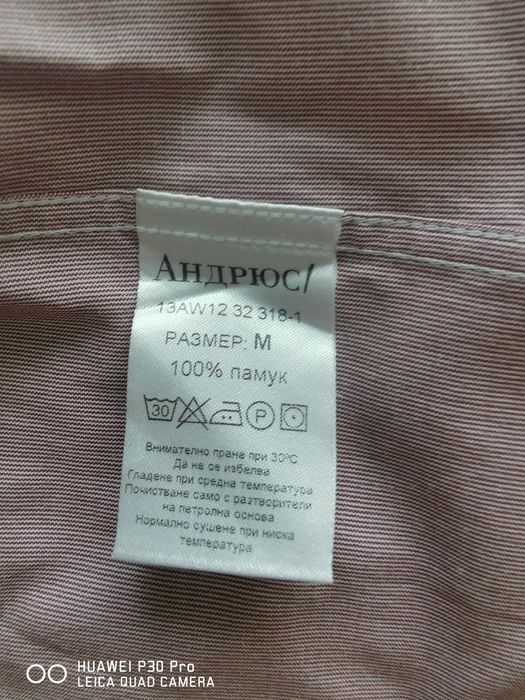 Андрюс/
13AW12 32 318-1
РАЗМЕР: M
100% памук
30 P
Внимателно пране при 30ºC
Да не се избелва
Гладене при средна температура
Почистване само с разтворители
на петролна основа
Нормално сушене при ниска
температура
HUAWEI P30 Pro
LEICA QUAD CAMERA